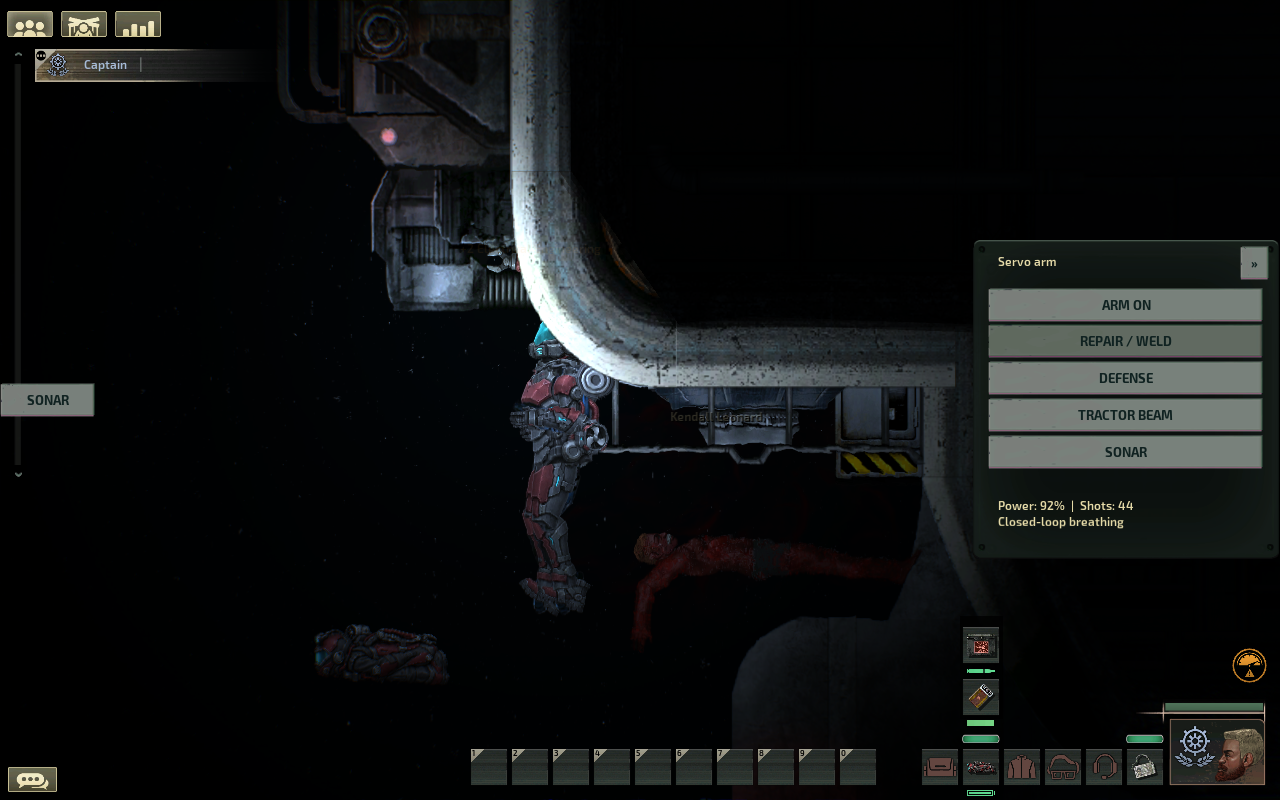 Captain
Servo arm
»
ARM ON
REPAIR / WELD
DEFENSE
SONAR
TRACTOR BEAM
SONAR
Power: 92% | Shots: 44
Closed-loop breathing
1 2 3 4 5 6 7 8 9 0